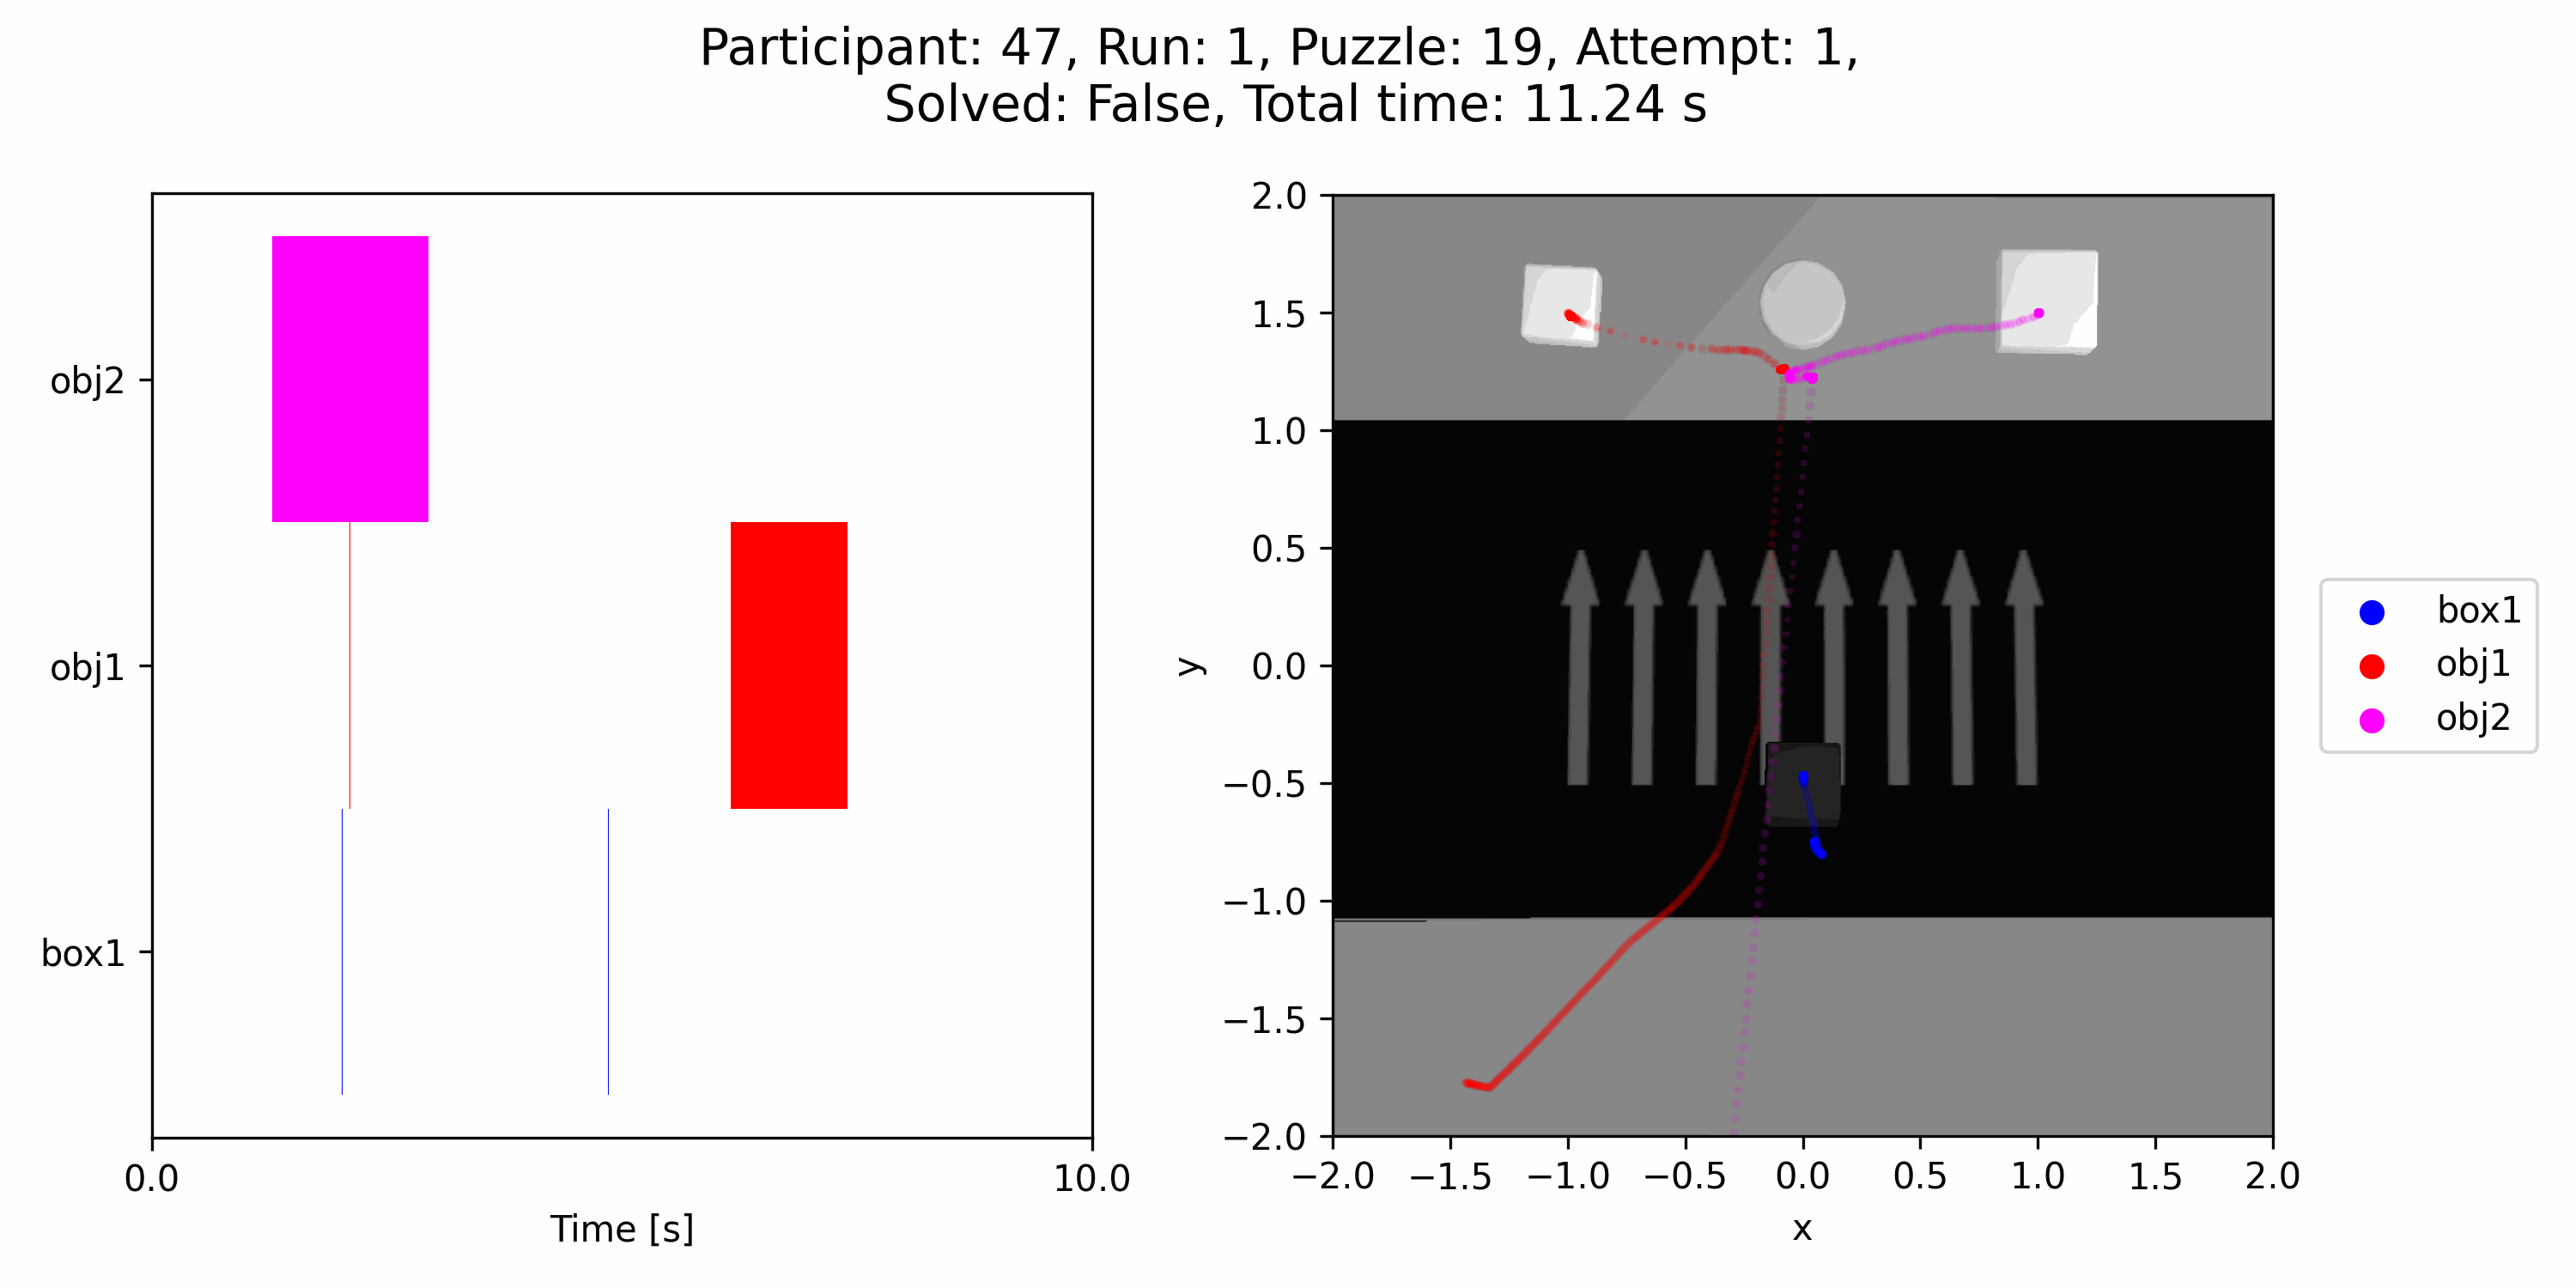 Participant: 47, Run: 1, Puzzle: 19, Attempt: 1,
Solved: False, Total time: 11.24 s
obj2
obj1
box1
0.0
10.0
Time [s]
2.0
1.5
1.0
0.5
0.0
−0.5
−1.0
−1.5
−2.0
y
−2.0 −1.5 −1.0 −0.5 0.0 0.5 1.0 1.5 2.0
x
box1
obj1
obj2